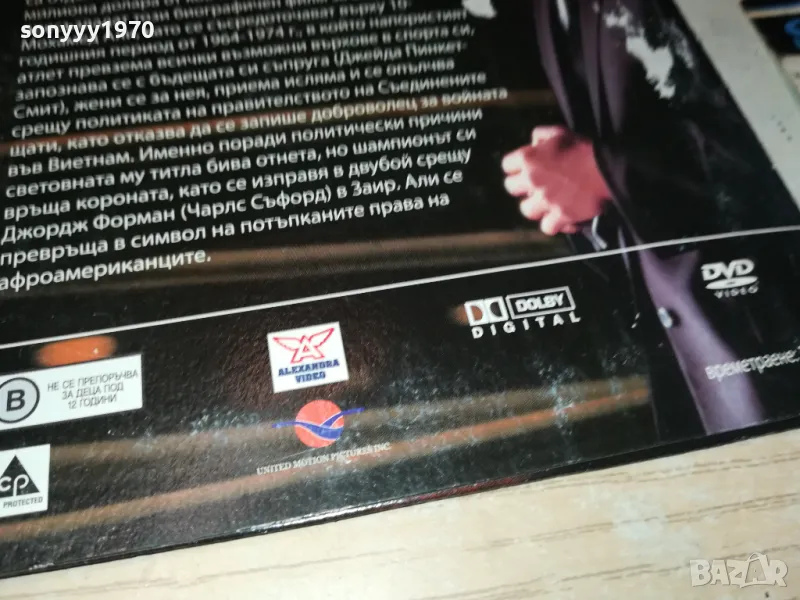 sonyyy1970
годишния период от 1964-1974 г., в който на користният
атлет превзема всички възможни върхове в спорта си,
запознава се с бъдещата си съпруга (Джейда Пинкет-
Смит), жени се за нея, приема исляма и се опълчва
срещу политиката на правителството на Съединените
щати, като отказва да се запише доброволец за войната
във Виетнам. Именно поради политически причини
световната му титла бива отнета, но шампионът си
връща короната, като се изправя в двубой срещу
Джордж Форман (Чарлс Съфорд) в Заир. Али се
превръща в символ на потъпканите права на
афроамериканците.
DOLBY
DIGITAL
DVD
VIDEO
времетраене:
ALEXANDRA
VIDEO
B
НЕ СЕ ПРЕПОРЪЧВА
ЗА ДЕЦА ПОД
12 ГОДИНИ
UNITED MOTION PICTURES INC.
CP
PROTECTED
BAZAR